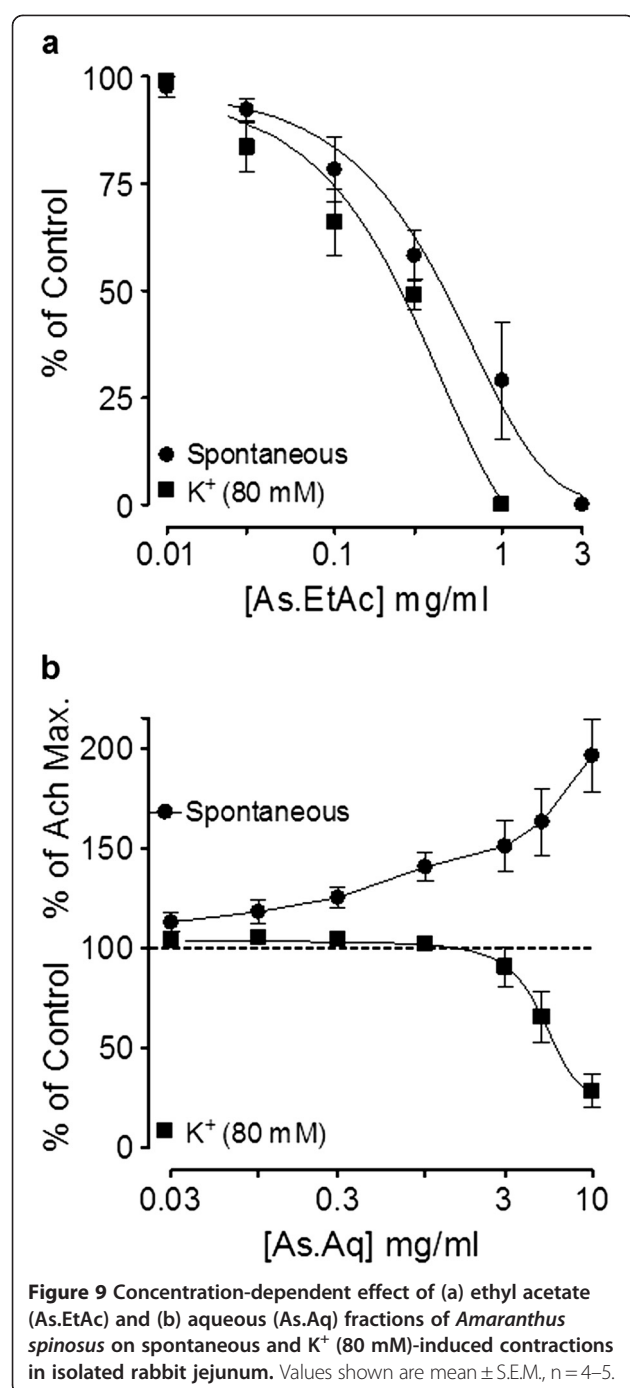 a
100
75
50
25
0
% of Control
Spontaneous
K⁺ (80 mM)
0.01
0.1
1
3
[As.EtAc] mg/ml
b
200
150
100
50
0
% of Ach Max.
% of Control
Spontaneous
K⁺ (80 mM)
0.03
0.3
3
10
[As.Aq] mg/ml
Figure 9 Concentration-dependent effect of (a) ethyl acetate
(As.EtAc) and (b) aqueous (As.Aq) fractions of Amaranthus
spinosus on spontaneous and K⁺ (80 mM)-induced contractions
in isolated rabbit jejunum. Values shown are mean ± S.E.M., n = 4–5.